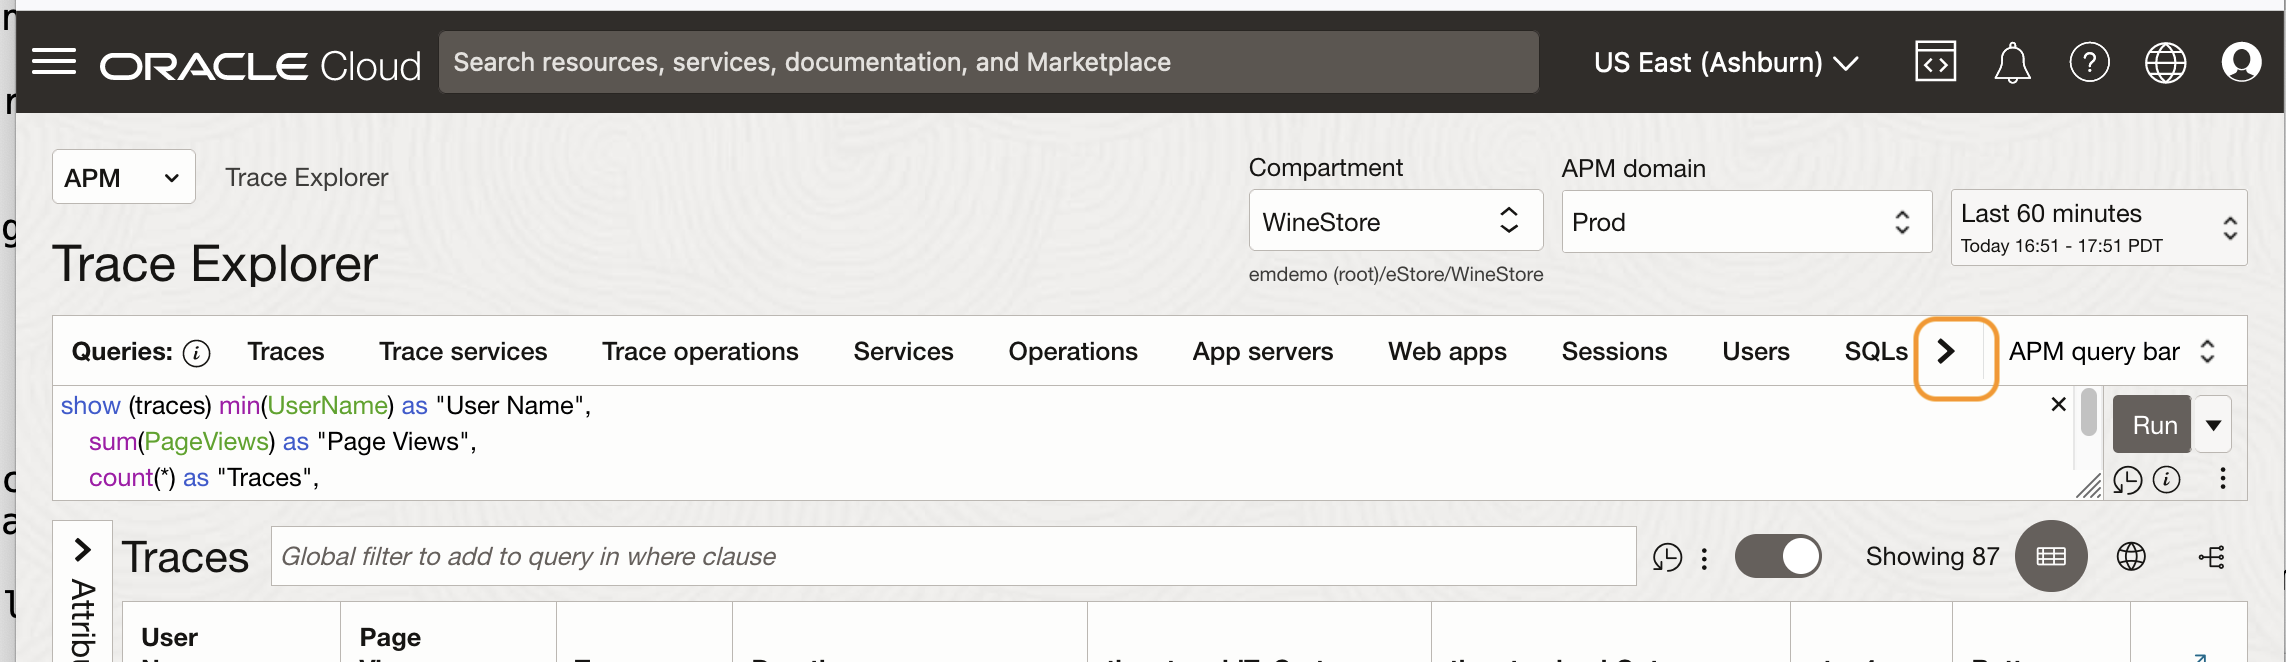 ORACLE Cloud
Search resources, services, documentation, and Marketplace
US East (Ashburn)
APM
Trace Explorer
Compartment
APM domain
WineStore
Prod
Last 60 minutes
Today 16:51 - 17:51 PDT
emdemo (root)/eStore/WineStore
Trace Explorer
Queries: Traces Trace services Trace operations Services Operations App servers Web apps Sessions Users SQLs APM query bar
show (traces) min(UserName) as "User Name",
sum(PageViews) as "Page Views",
count(*) as "Traces",
Run
Traces
Global filter to add to query in where clause
Showing 87
User
Page